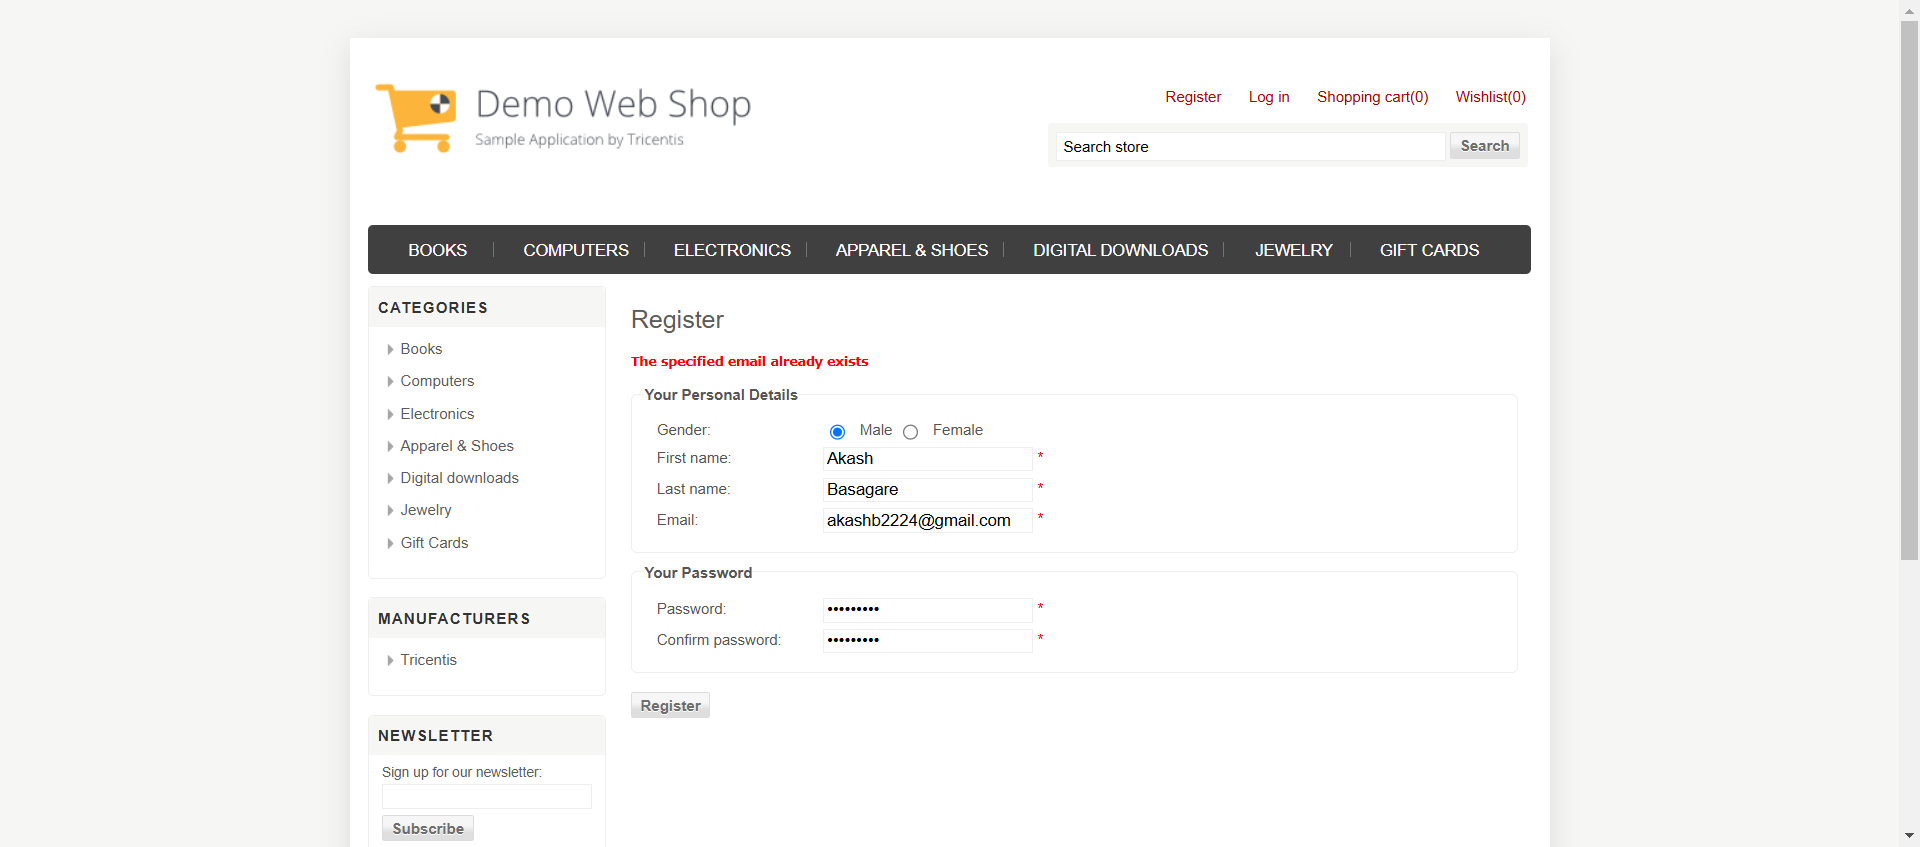 Demo Web Shop
Sample Application by Tricentis
Register Log in Shopping cart(0) Wishlist(0)
Search store Search
BOOKS COMPUTERS ELECTRONICS APPAREL & SHOES DIGITAL DOWNLOADS JEWELRY GIFT CARDS
CATEGORIES
Books
Computers
Electronics
Apparel & Shoes
Digital downloads
Jewelry
Gift Cards
MANUFACTURERS
Tricentis
NEWSLETTER
Sign up for our newsletter:
Subscribe
Register
The specified email already exists
Your Personal Details
Gender: Male Female
First name: Akash *
Last name: Basagare *
Email: akashb2224@gmail.com *
Your Password
Password: ••••••••• *
Confirm password: ••••••••• *
Register